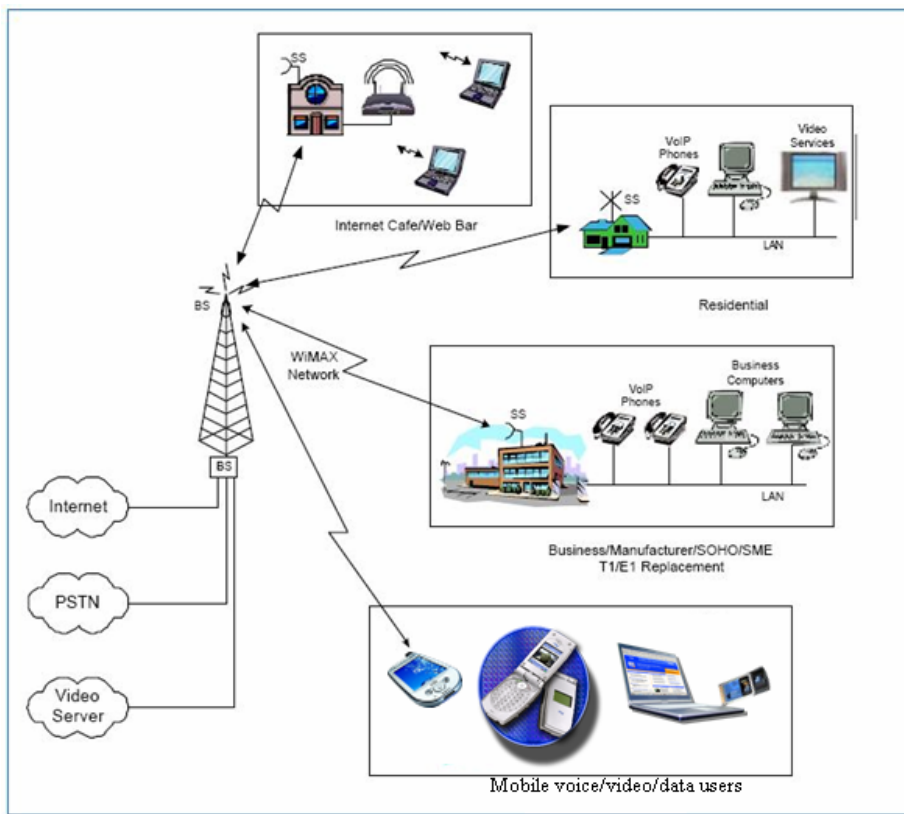 SS
Internet Cafe/Web Bar
VoIP
Phones
Video
Services
SS
LAN
Residential
BS
WiMAX
Network
SS
VoIP
Phones
Business
Computers
LAN
Business/Manufacturer/SOHO/SME
T1/E1 Replacement
BS
Internet
PSTN
Video
Server
Mobile voice/video/data users